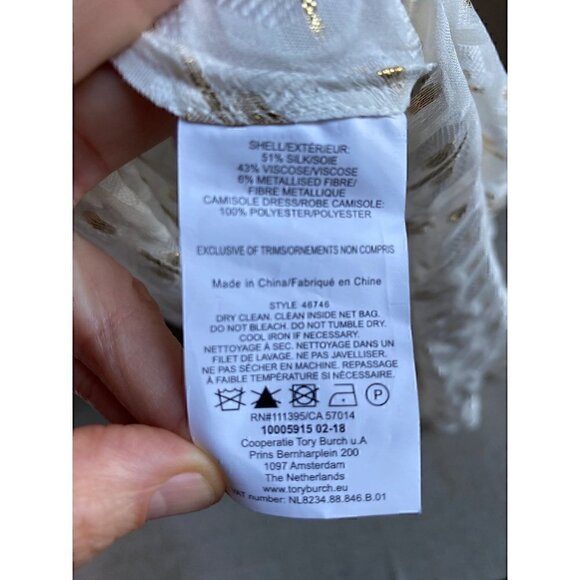 SHELL/EXTÉRIEUR:
51% SILK/SOIE
43% VISCOSE/VISCOSE
6% METALLISED FIBRE/
FIBRE METALLIQUE
CAMISOLE DRESS/ROBE CAMISOLE:
100% POLYESTER/POLYESTER
EXCLUSIVE OF TRIMS/ORNEMENTS NON COMPRIS
Made in China/Fabriqué en Chine
STYLE 46746
DRY CLEAN. CLEAN INSIDE NET BAG.
DO NOT BLEACH. DO NOT TUMBLE DRY.
COOL IRON IF NECESSARY.
NETTOYAGE À SEC. NETTOYAGE DANS UN
FILET DE LAVAGE. NE PAS JAVELLISER.
NE PAS SÉCHER EN MACHINE. REPASSAGE
À FAIBLE TEMPÉRATURE SI NÉCESSAIRE.
P
RN#111395/CA 57014
10005915 02-18
Cooperatie Tory Burch u.A
Prins Bernharplein 200
1097 Amsterdam
The Netherlands
www.toryburch.eu
VAT number: NL8234.88.846.B.01